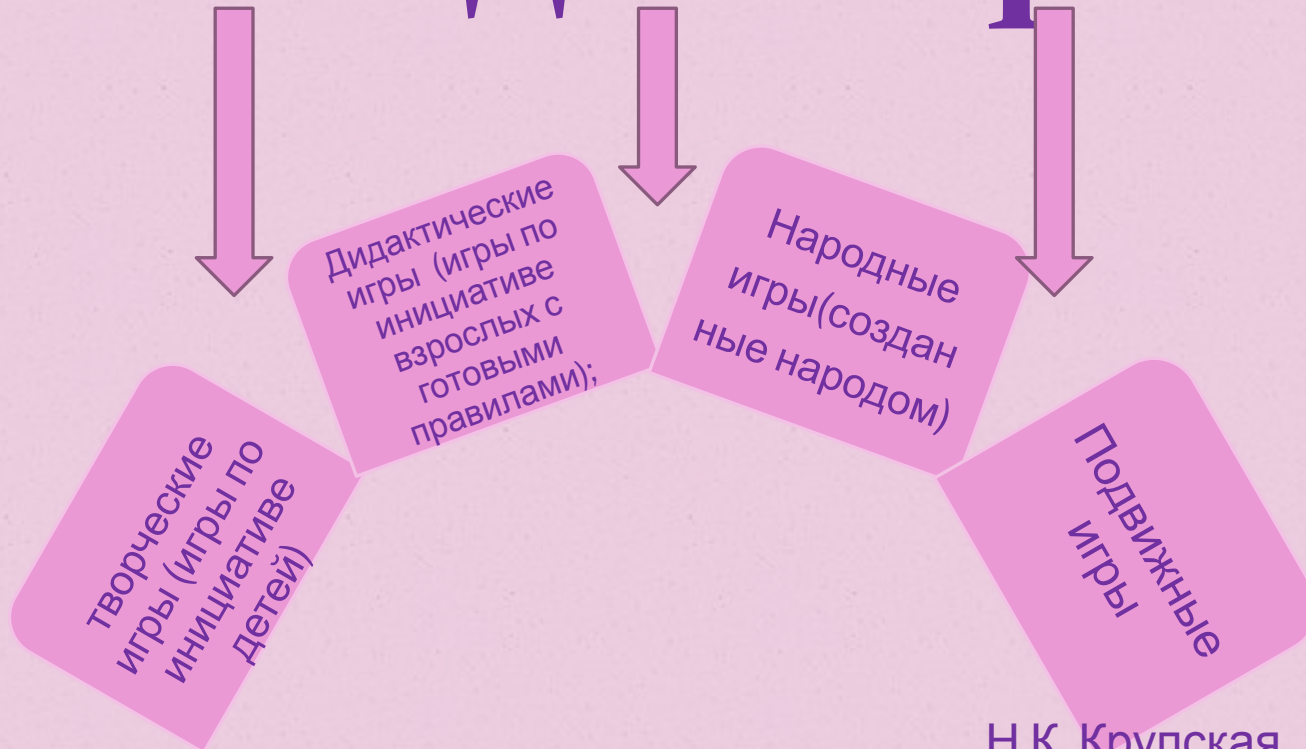 творческие
игры (игры по
инициативе
детей)
Дидактические
игры (игры по
инициативе
взрослых с
готовыми
правилами);
Народные
игры(создан
ные народом)
Подвижные
игры
Н.К. Крупская